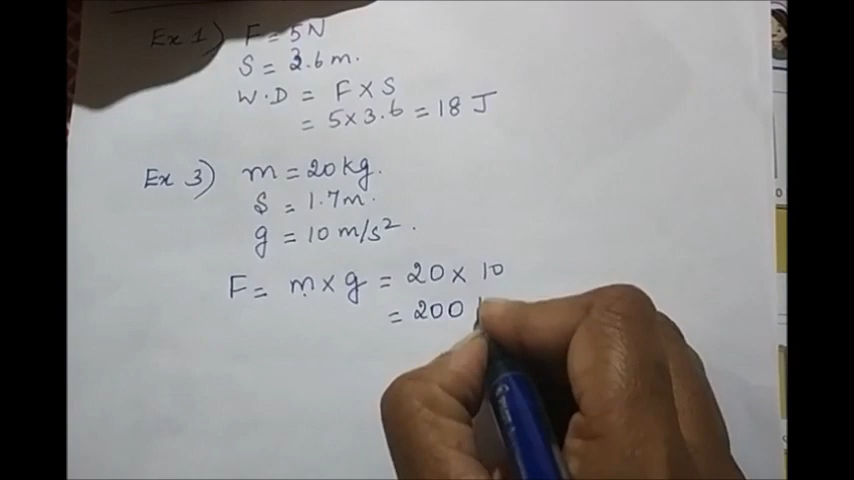 Ex 1) F = 5N
S = 3.6 m.
W.D = F × S
= 5×3.6 = 18 J
Ex 3) m = 20 kg.
S = 1.7m.
g = 10 m/s².
F = m × g = 20 × 10
= 200